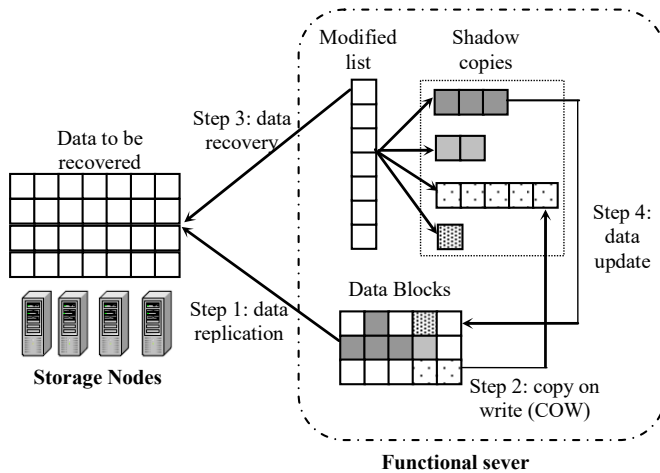 Modified
list
Shadow
copies
Step 3: data
recovery
Data to be
recovered
Step 4:
data
update
Step 1: data
replication
Data Blocks
Storage Nodes
Step 2: copy on
write (COW)
Functional sever